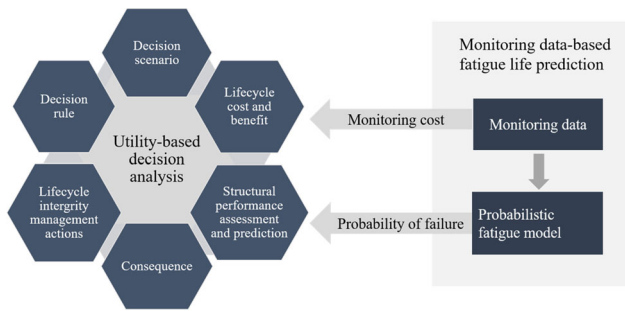 Decision
scenario
Lifecycle
cost and
benefit
Structural
performance
assessment
and prediction
Consequence
Lifecycle
intergrity
management
actions
Decision
rule
Utility-based
decision
analysis
Monitoring cost
Probability of failure
Monitoring data-based
fatigue life prediction
Monitoring data
Probabilistic
fatigue model